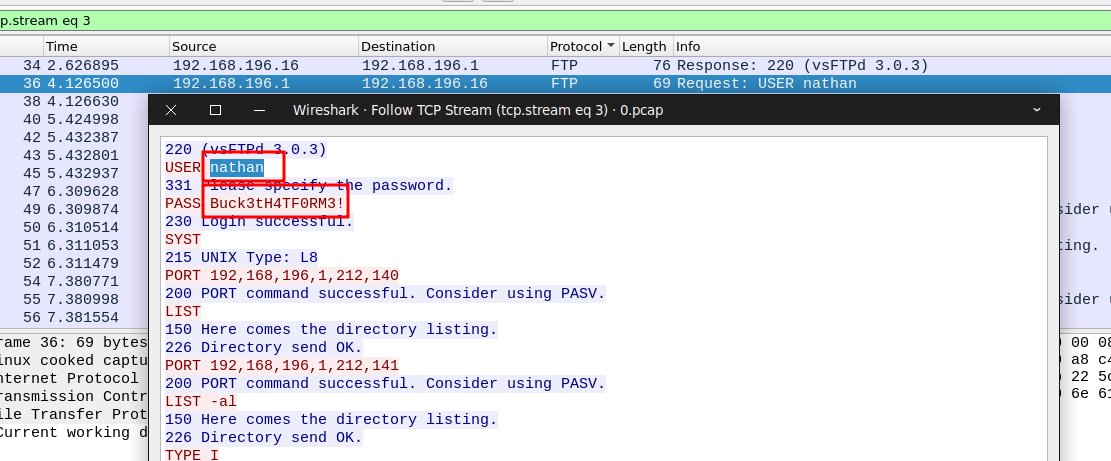 p.stream eq 3
Time Source Destination Protocol Length Info
34 2.626895 192.168.196.16 192.168.196.1 FTP 76 Response: 220 (vsFTPd 3.0.3)
36 4.126500 192.168.196.1 192.168.196.16 FTP 69 Request: USER nathan
38 4.126630
40 5.424998
42 5.432387
43 5.432801
45 5.432937
47 6.309628
49 6.309874
50 6.310514
51 6.311053
52 6.311479
54 7.380771
55 7.380998
56 7.381554
Wireshark · Follow TCP Stream (tcp.stream eq 3) · 0.pcap
220 (vsFTPd 3.0.3)
USER nathan
331 Please specify the password.
PASS Buck3tH4TF0RM3!
230 Login successful.
SYST
215 UNIX Type: L8
PORT 192,168,196,1,212,140
200 PORT command successful. Consider using PASV.
LIST
150 Here comes the directory listing.
226 Directory send OK.
PORT 192,168,196,1,212,141
200 PORT command successful. Consider using PASV.
LIST -al
150 Here comes the directory listing.
226 Directory send OK.
TYPE I
sider u
ting.
sider u
rame 36: 69 bytes
inux cooked captu
nternet Protocol
ransmission Contr
ile Transfer Prot
Current working d
00 08
a8 c4
22 50
6e 61